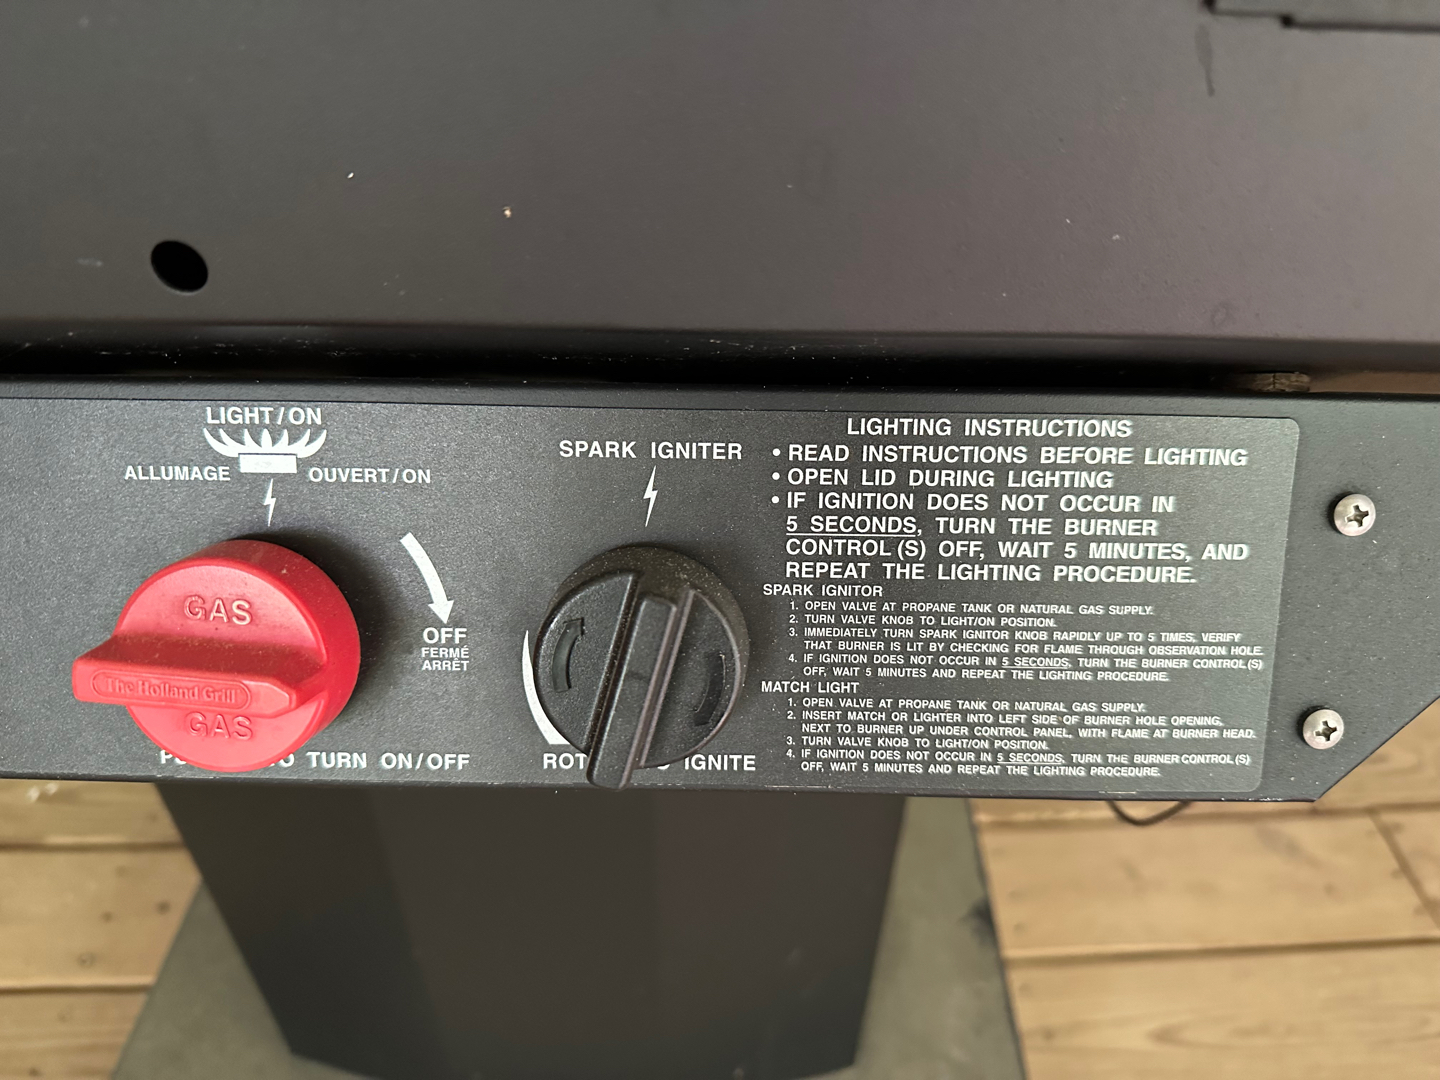 LIGHT/ON
ALLUMAGE OUVERT/ON
GAS
The Holland Grill
GAS
OFF
FERMÉ
ARRÊT
TURN ON/OFF
SPARK IGNITER
IGNITE
LIGHTING INSTRUCTIONS
• READ INSTRUCTIONS BEFORE LIGHTING
• OPEN LID DURING LIGHTING
• IF IGNITION DOES NOT OCCUR IN
5 SECONDS, TURN THE BURNER
CONTROL(S) OFF, WAIT 5 MINUTES, AND
REPEAT THE LIGHTING PROCEDURE.
SPARK IGNITOR
1. OPEN VALVE AT PROPANE TANK OR NATURAL GAS SUPPLY.
2. TURN VALVE KNOB TO LIGHT/ON POSITION.
3. IMMEDIATELY TURN SPARK IGNITOR KNOB RAPIDLY UP TO 5 TIMES. VERIFY
THAT BURNER IS LIT BY CHECKING FOR FLAME THROUGH OBSERVATION HOLE.
4. IF IGNITION DOES NOT OCCUR IN 5 SECONDS, TURN THE BURNER CONTROL(S)
OFF, WAIT 5 MINUTES AND REPEAT THE LIGHTING PROCEDURE.
MATCH LIGHT
1. OPEN VALVE AT PROPANE TANK OR NATURAL GAS SUPPLY.
2. INSERT MATCH OR LIGHTER INTO LEFT SIDE OF BURNER HOLE OPENING,
NEXT TO BURNER UP UNDER CONTROL PANEL, WITH FLAME AT BURNER HEAD.
3. TURN VALVE KNOB TO LIGHT/ON POSITION.
4. IF IGNITION DOES NOT OCCUR IN 5 SECONDS, TURN THE BURNER CONTROL(S)
OFF, WAIT 5 MINUTES AND REPEAT THE LIGHTING PROCEDURE.